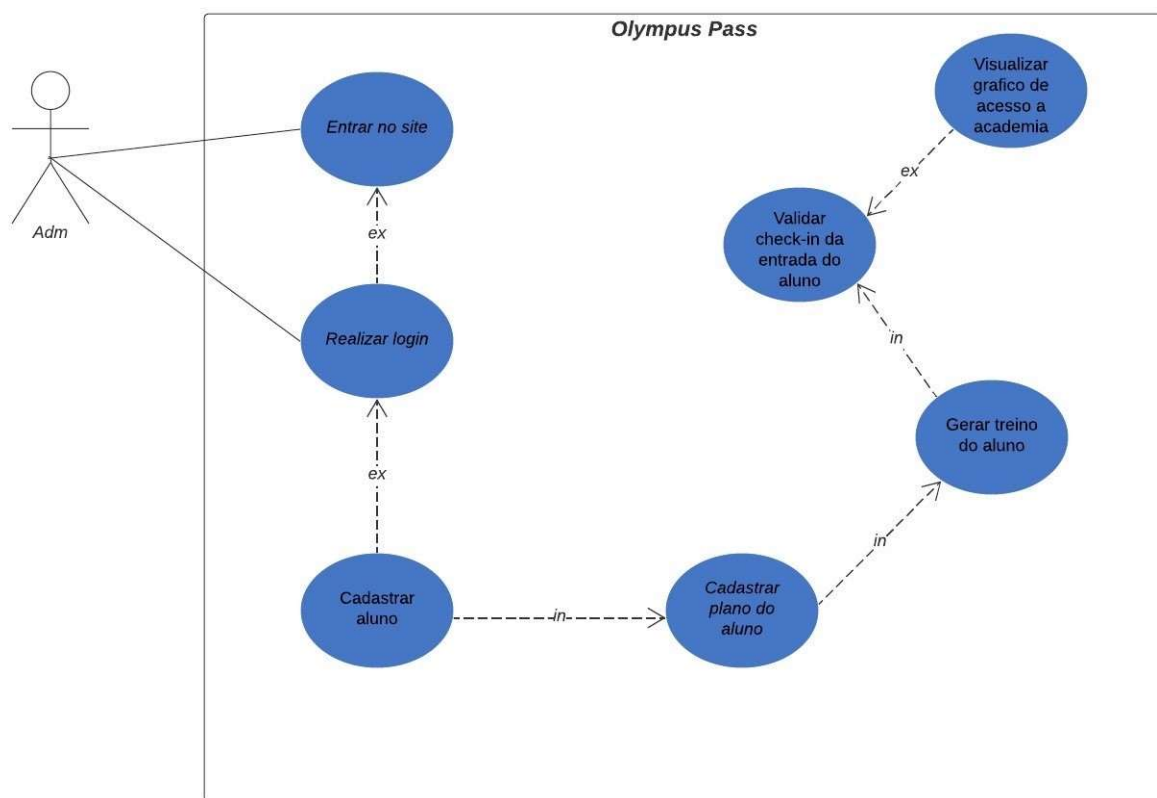 Olympus Pass
Adm
Entrar no site
ex
Realizar login
ex
Cadastrar
aluno
in
Cadastrar
plano do
aluno
in
Gerar treino
do aluno
in
Validar
check-in da
entrada do
aluno
ex
Visualizar
grafico de
acesso a
academia